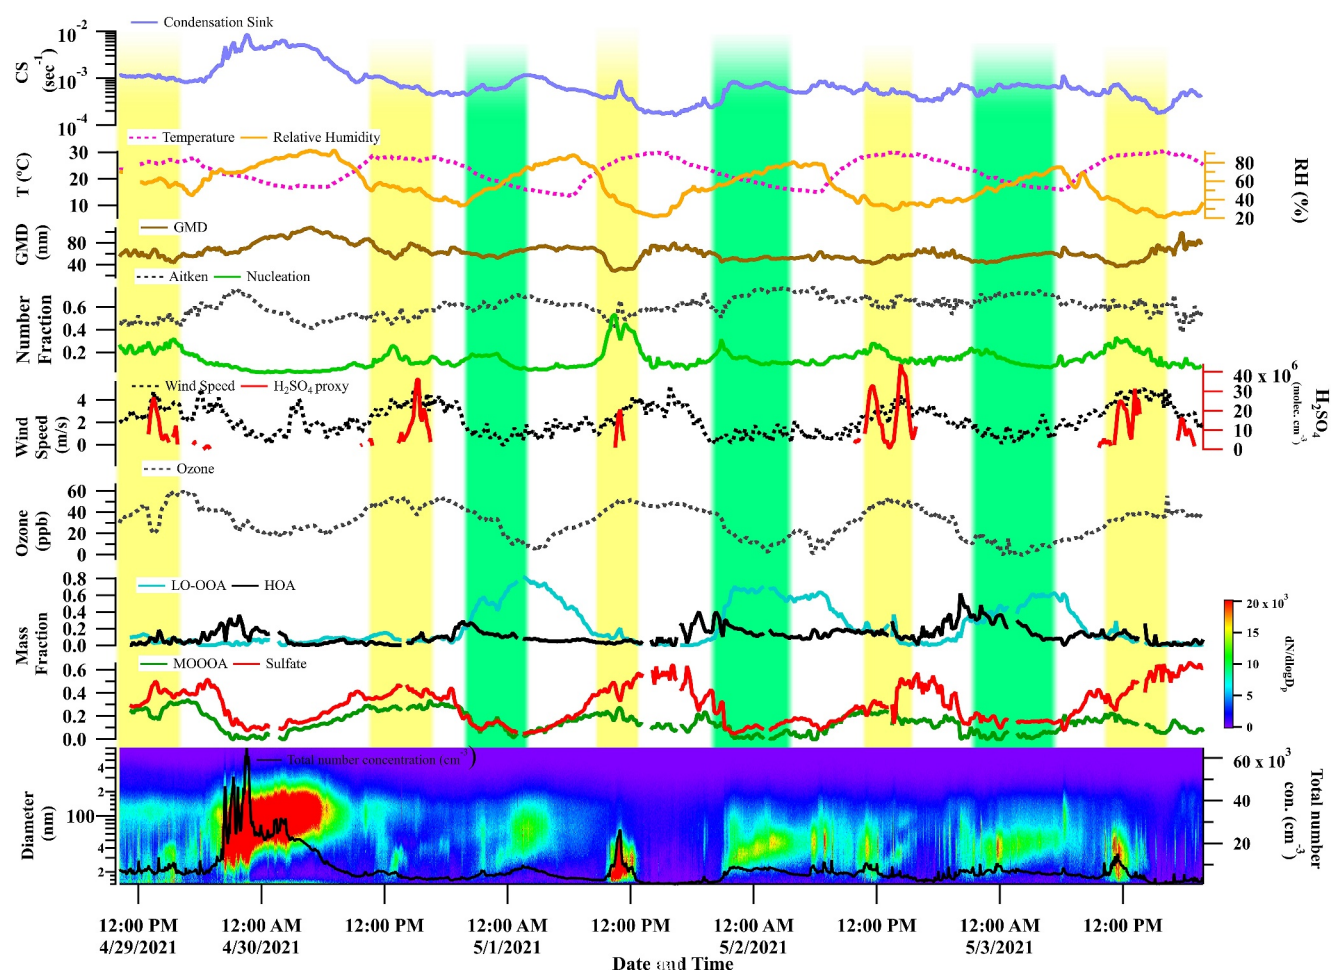 Condensation Sink
CS
(sec⁻¹)
10⁻²
10⁻³
10⁻⁴
Temperature
Relative Humidity
T (°C)
30
20
10
80
60
40
20
RH (%)
GMD
GMD
(nm)
80
40
Aitken
Nucleation
Number
Fraction
0.6
0.4
0.2
Wind Speed
H₂SO₄ proxy
Wind
Speed
(m/s)
4
2
0
40 x 10⁶
30
20
10
0
(molec. cm⁻³)
H₂SO₄
Ozone
Ozone
(ppb)
60
40
20
0
LO-OOA
HOA
Mass
Fraction
0.8
0.6
0.4
0.2
0.0
MOOOA
Sulfate
0.6
0.4
0.2
0.0
20 x 10³
15
10
5
0
dN/dlogDₚ
Total number concentration (cm⁻³)
Diameter
(nm)
4
2
100
4
2
60 x 10³
40
20
Total number
con. (cm⁻³)
12:00 PM 12:00 AM 12:00 PM 12:00 AM 12:00 PM 12:00 AM 12:00 PM 12:00 AM 12:00 PM
4/29/2021 4/30/2021 5/1/2021 5/2/2021 5/3/2021
Date and Time